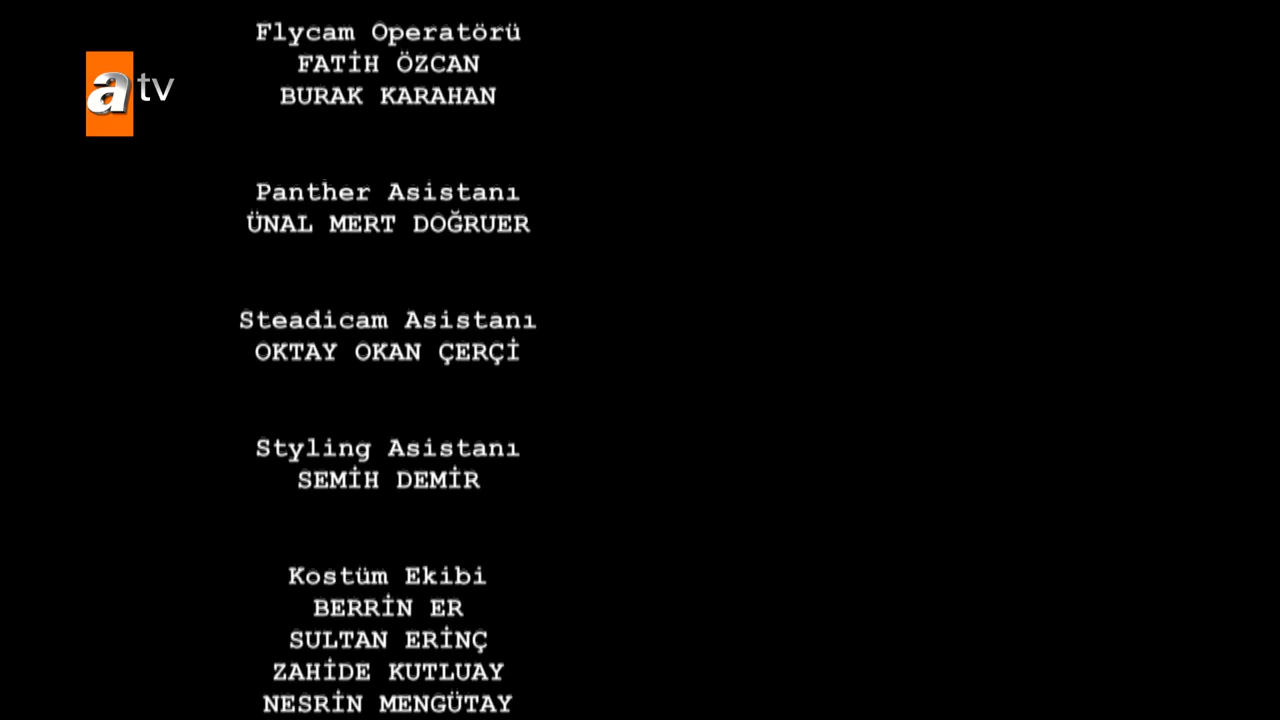 Flycam Operatörü
FATİH ÖZCAN
BURAK KARAHAN
atv
Panther Asistanı
ÜNAL MERT DOĞRUER
Steadicam Asistanı
OKTAY OKAN ÇERÇİ
Styling Asistanı
SEMİH DEMİR
Kostüm Ekibi
BERRİN ER
SULTAN ERİNÇ
ZAHİDE KUTLUAY
NESRİN MENGÜTAY